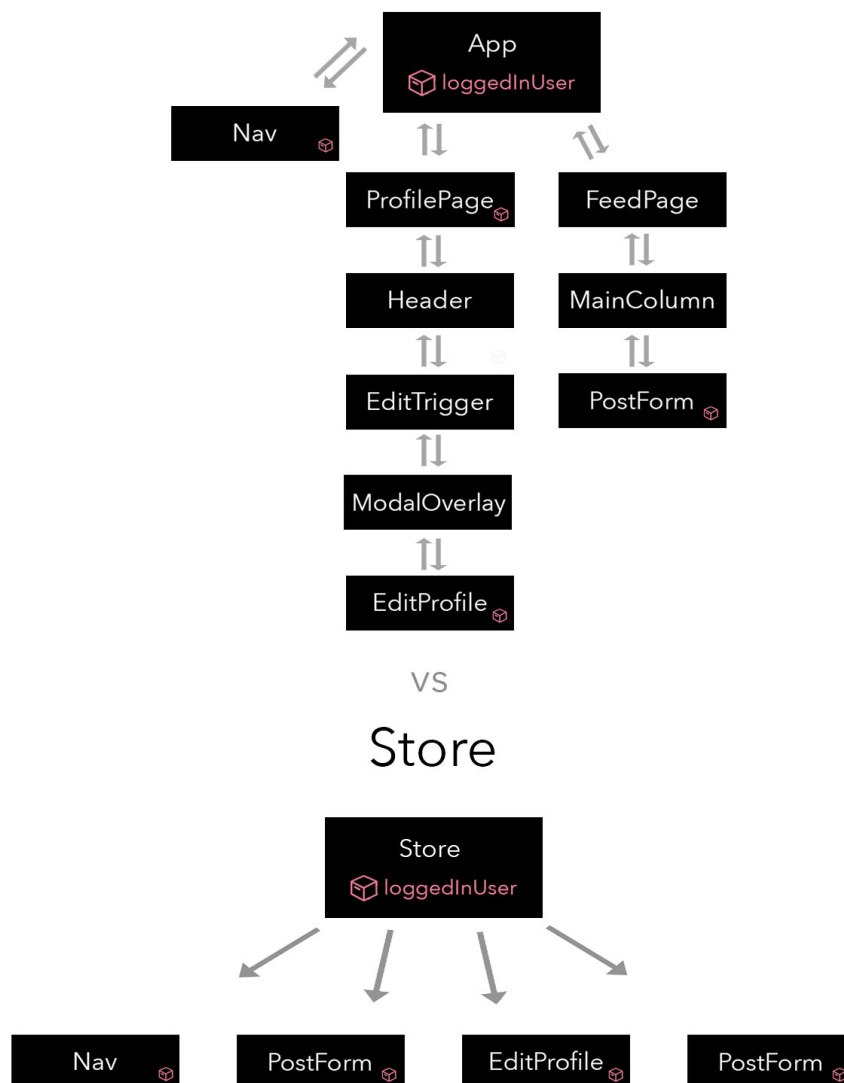 App
loggedInUser
Nav
ProfilePage
FeedPage
Header
MainColumn
EditTrigger
PostForm
ModalOverlay
EditProfile
vs
Store
Store
loggedInUser
Nav
PostForm
EditProfile
PostForm